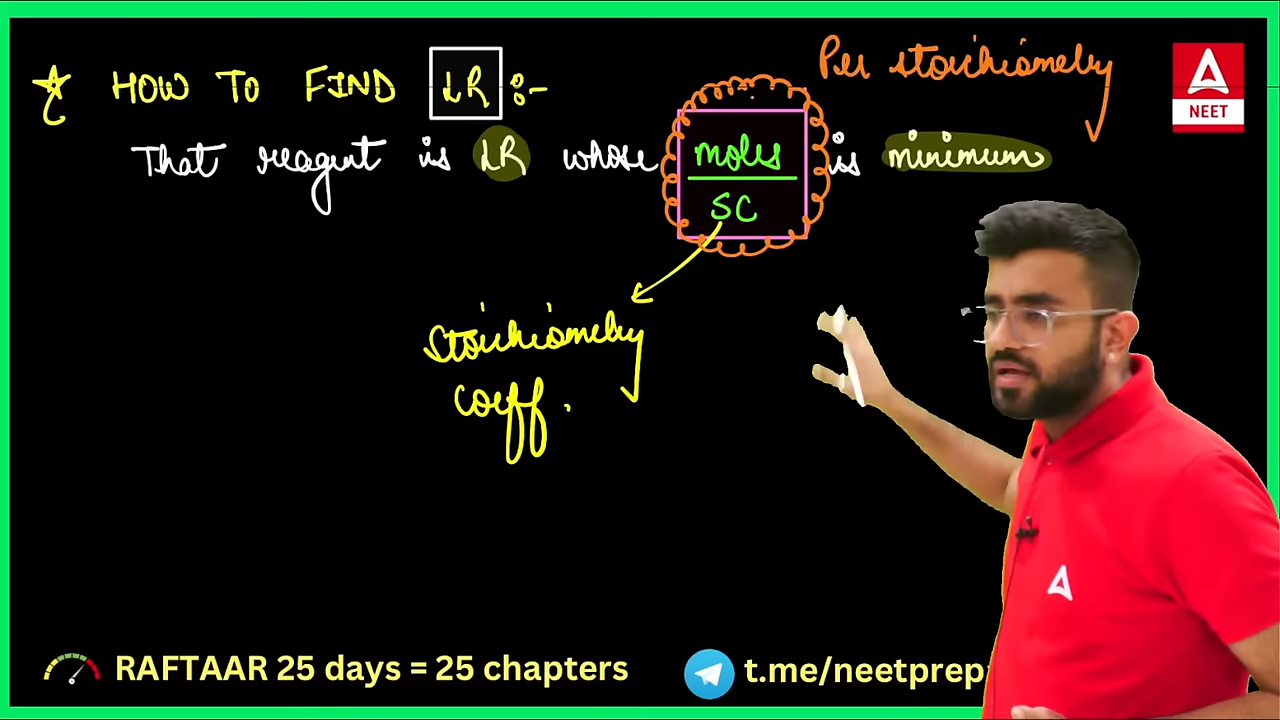 Per stoichiometry
HOW TO FIND LR :-
That reagent is LR whose moles/SC is minimum
Stoichiometry
coeff.
NEET
RAFTAAR 25 days = 25 chapters
t.me/neetprep